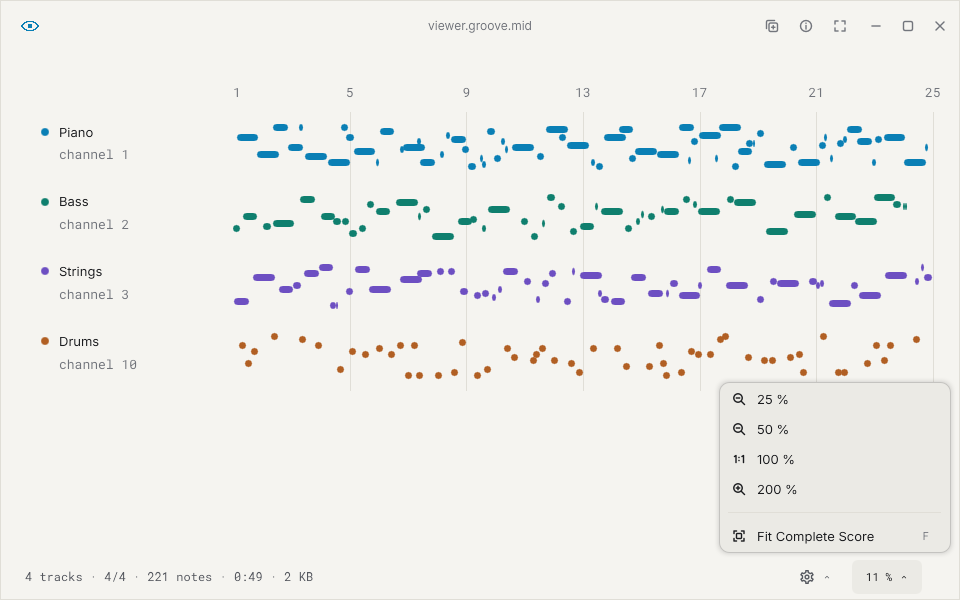 viewer.groove.mid
1 5 9 13 17 21 25
Piano
channel 1
Bass
channel 2
Strings
channel 3
Drums
channel 10
25 %
50 %
1:1 100 %
200 %
Fit Complete Score F
4 tracks · 4/4 · 221 notes · 0:49 · 2 KB
11 %